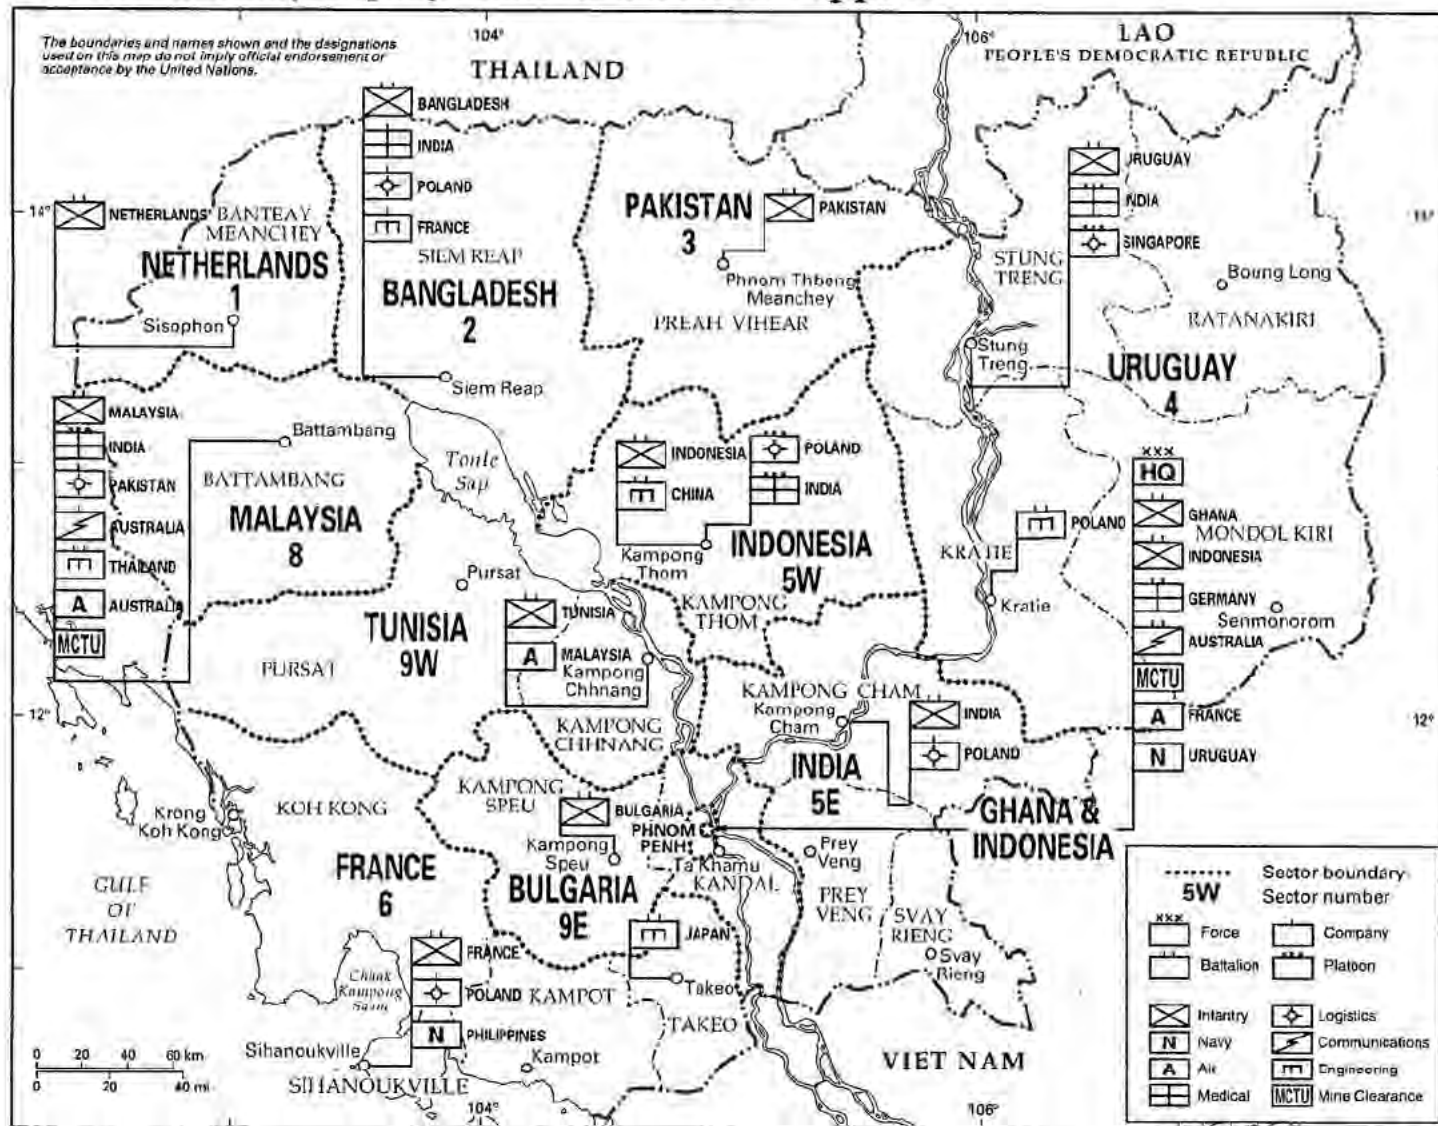 104°
106°
The boundaries and names shown and the designations
used on this map do not imply official endorsement or
acceptance by the United Nations.
THAILAND
LAO
PEOPLE'S DEMOCRATIC REPUBLIC
BANGLADESH
INDIA
POLAND
FRANCE
SIEM REAP
BANGLADESH
2
Siem Reap
14°
NETHERLANDS
BANTEAY
MEANCHEY
NETHERLANDS
1
Sisophon
PAKISTAN
3
PAKISTAN
Phnom Thbeng
Meanchey
PREAH VIHEAR
URUGUAY
INDIA
SINGAPORE
STUNG
TRENG
Boung Long
RATANAKIRI
Stung
Treng
URUGUAY
4
MALAYSIA
INDIA
PAKISTAN
AUSTRALIA
THAILAND
A
AUSTRALIA
MCTU
Battambang
BATTAMBANG
MALAYSIA
8
Tonle
Sap
INDONESIA
CHINA
POLAND
INDIA
Kampong
Thom
INDONESIA
5W
KAMPONG
THOM
POLAND
KRATIE
Kratie
xxx
HQ
GHANA
INDONESIA
GERMANY
AUSTRALIA
MCTU
A
FRANCE
N
URUGUAY
MONDOL KIRI
Senmonorom
12°
Pursat
TUNISIA
9W
PURSAT
TUNISIA
A
MALAYSIA
Kampong
Chhnang
KAMPONG
CHHNANG
12°
KAMPONG CHAM
Kampong
Cham
INDIA
POLAND
INDIA
5E
GHANA &
INDONESIA
Krong
Koh Kong
KOH KONG
FRANCE
6
GULF
OF
THAILAND
KAMPONG
SPEU
BULGARIA
Kampong
Speu
BULGARIA
9E
PHNOM
PENH
Ta Khamu
KANDAL
Prey
Veng
PREY
VENG
SVAY
RIENG
Svay
Rieng
JAPAN
Takeo
TAKEO
FRANCE
POLAND
N
PHILIPPINES
Chhak
Kampong
KAMPOT
Kampot
Sihanoukville
SIHANOUKVILLE
VIET NAM
0 20 40 60 km
0 20 40 mi
104°
106°
Sector boundary
5W
Sector number
xxx
Force
Company
Battalion
Platoon
Infantry
Logistics
N
Navy
Communications
A
Air
Engineering
Medical
MCTU
Mine Clearance